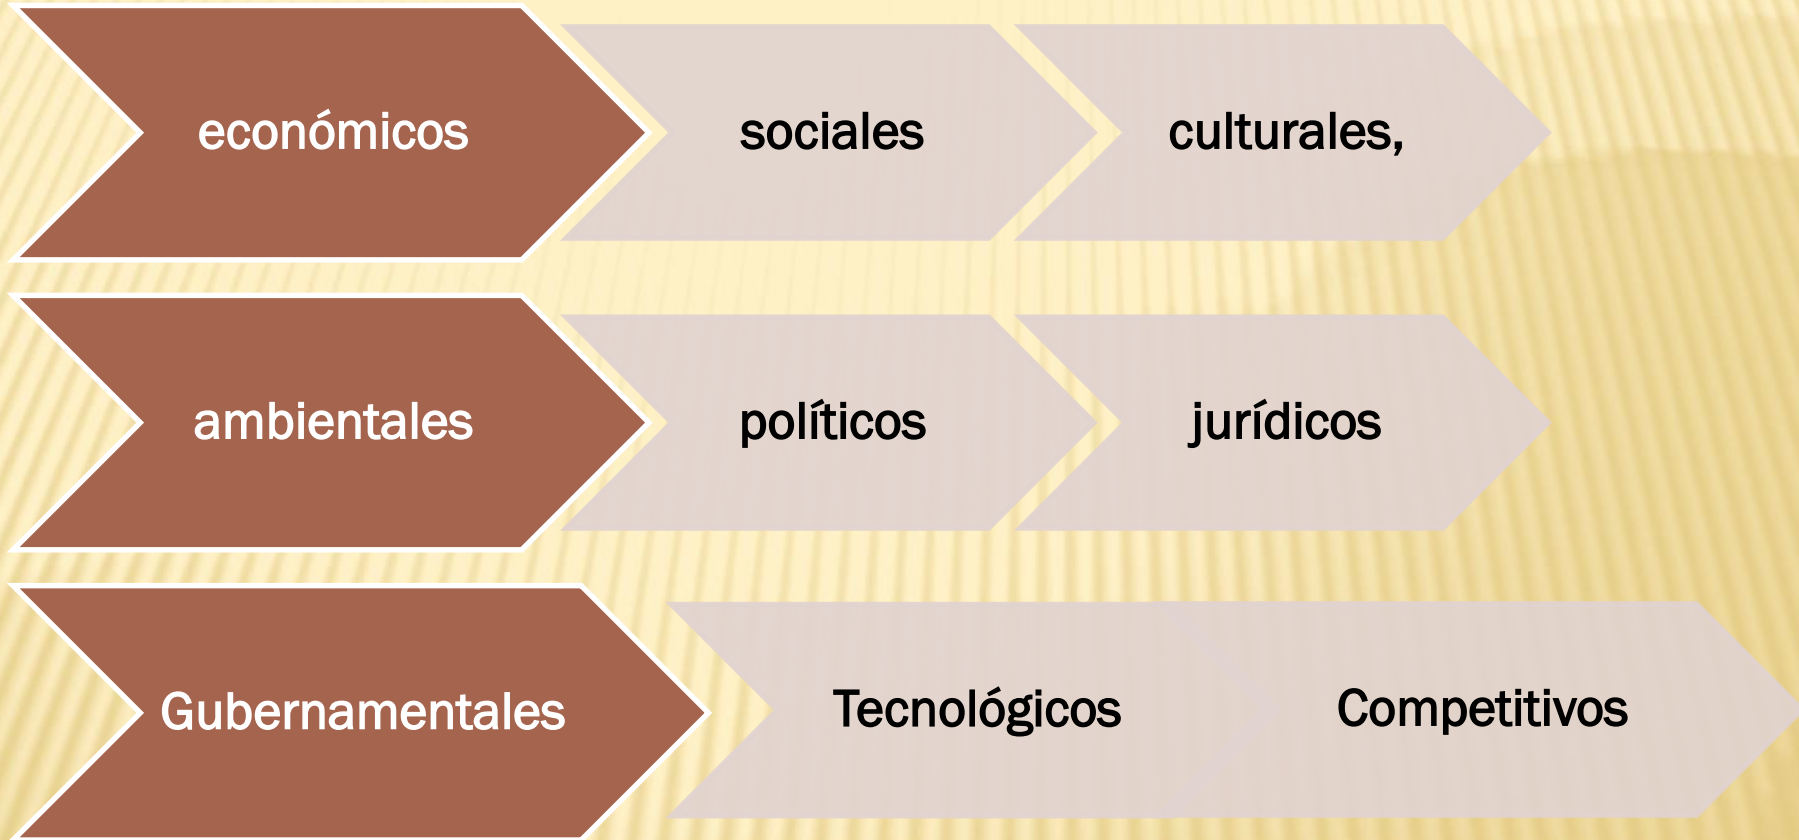 económicos
sociales
culturales,
ambientales
políticos
jurídicos
Gubernamentales
Tecnológicos
Competitivos